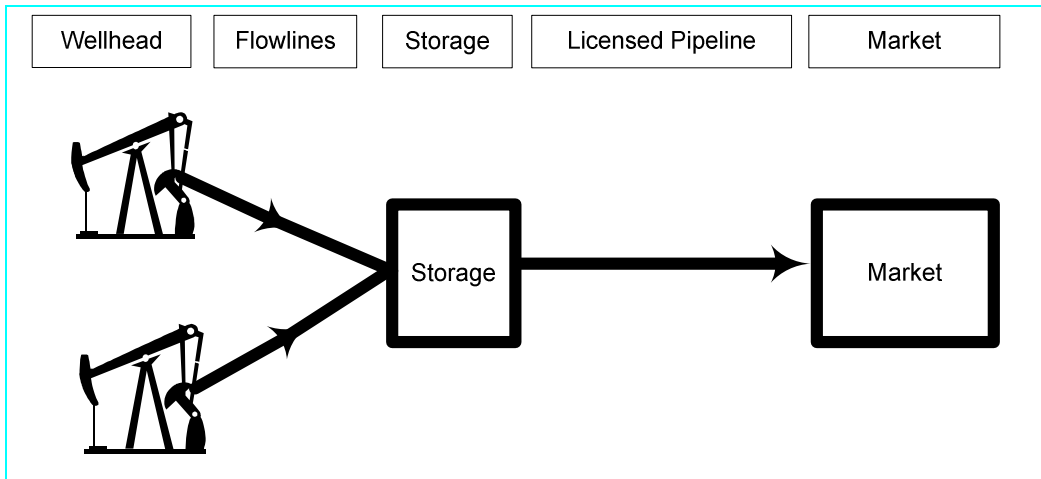 Wellhead
Flowlines
Storage
Licensed Pipeline
Market
Storage
Market